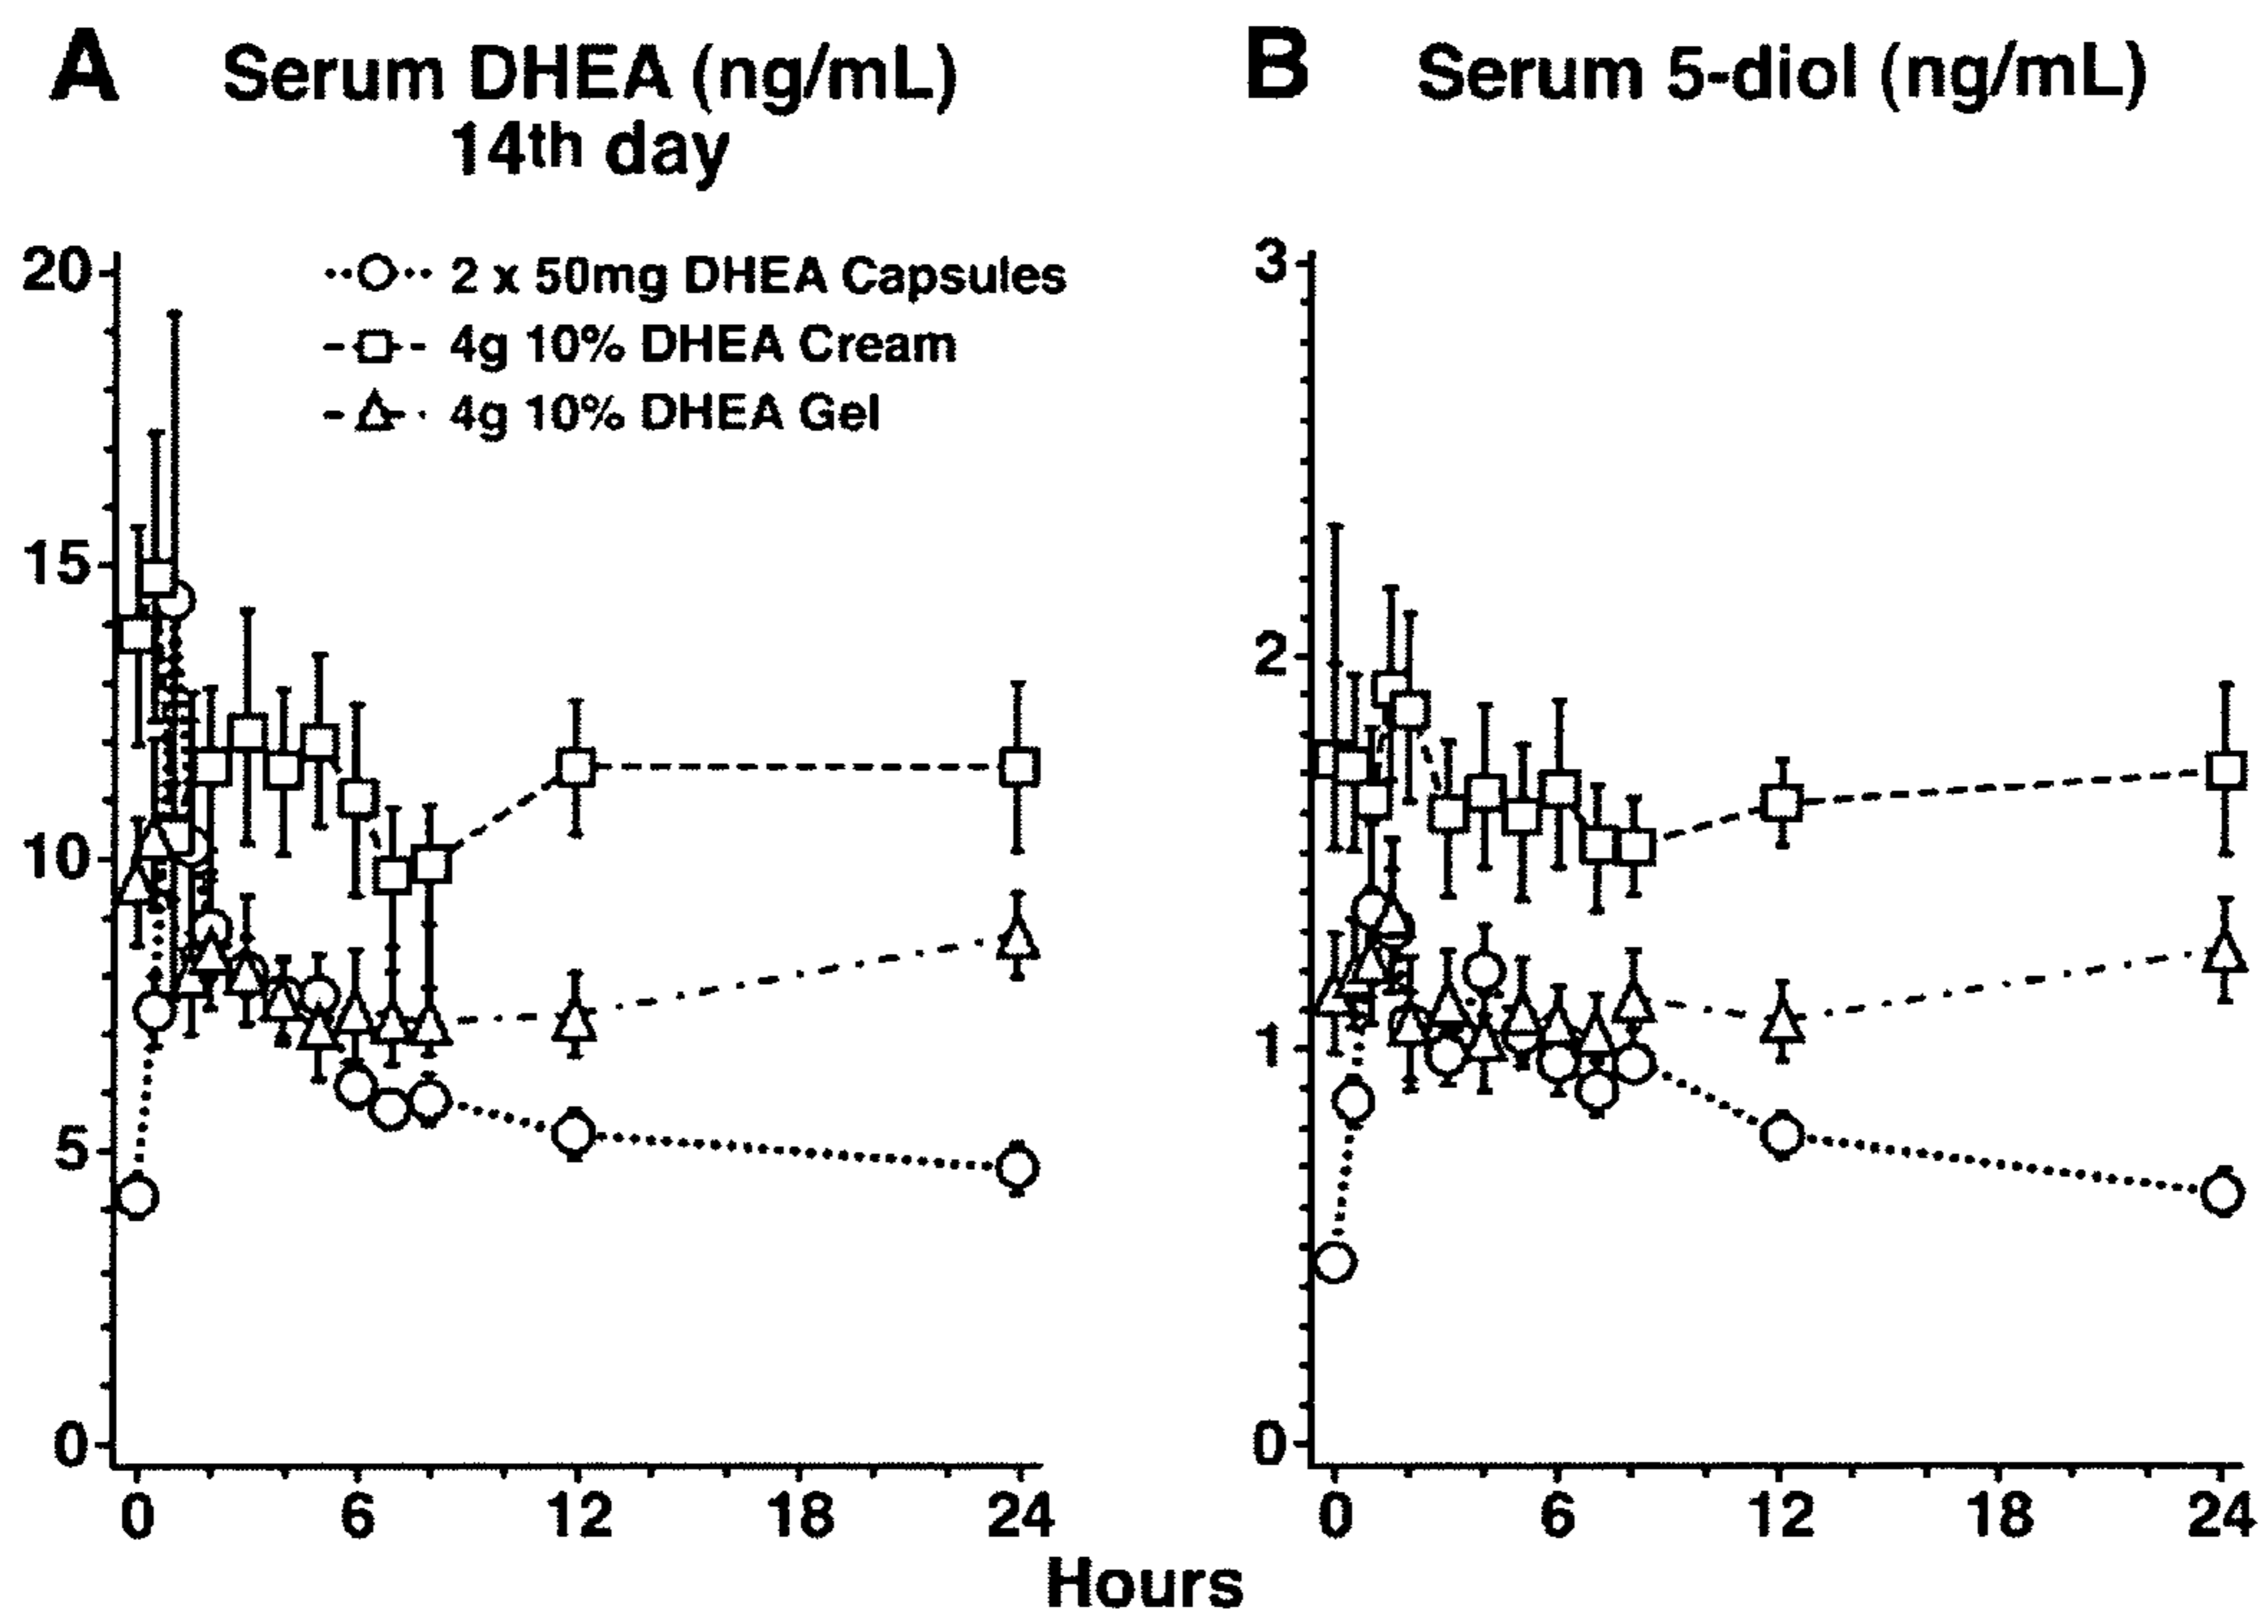 A Serum DHEA (ng/mL)
14th day
B Serum 5-diol (ng/mL)
2 x 50mg DHEA Capsules
4g 10% DHEA Cream
4g 10% DHEA Gel
20
15
10
5
0
0 6 12 18 24
3
2
1
0
0 6 12 18 24
Hours